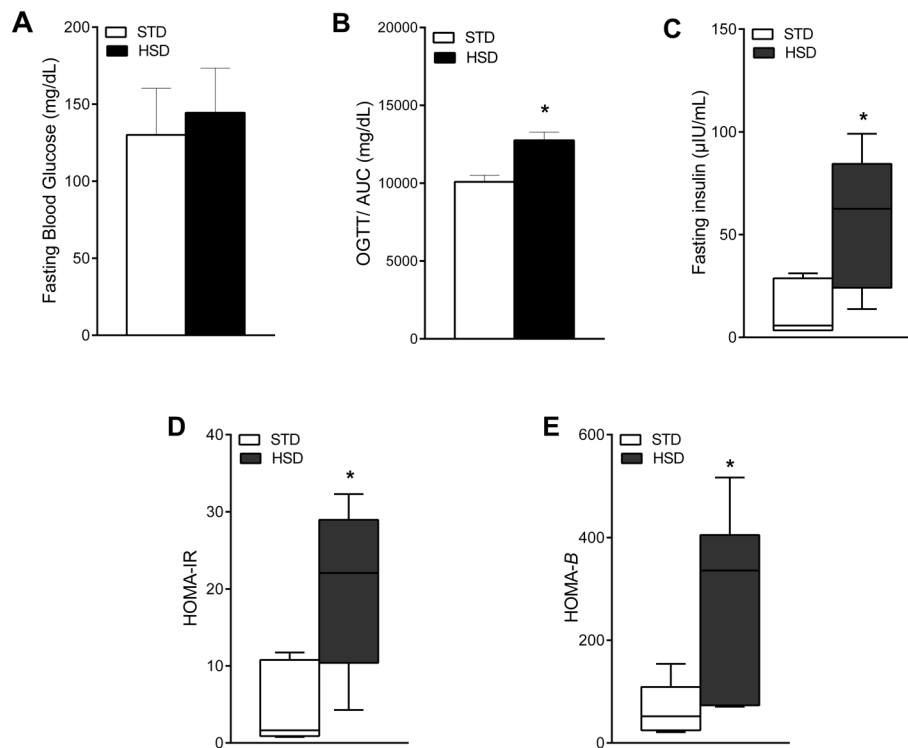 A
Fasting Blood Glucose (mg/dL)
200
150
100
50
0
STD
HSD
B
OGTT/ AUC (mg/dL)
20000
15000
10000
5000
0
STD
HSD
*
C
Fasting insulin (µIU/mL)
150
100
50
0
STD
HSD
*
D
HOMA-IR
40
30
20
10
0
STD
HSD
*
E
HOMA-B
600
400
200
0
STD
HSD
*